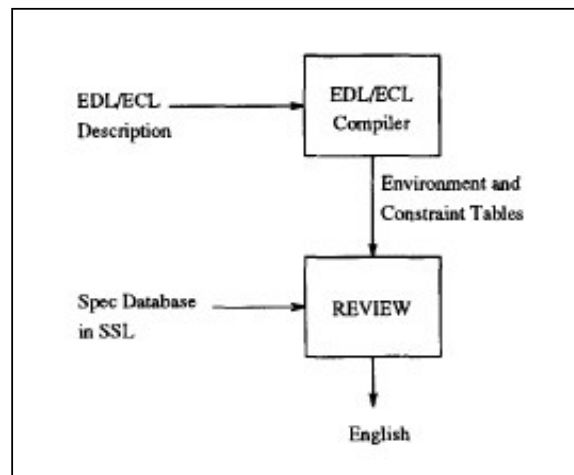 EDL/ECL
Description
EDL/ECL
Compiler
Environment and
Constraint Tables
Spec Database
in SSL
REVIEW
English